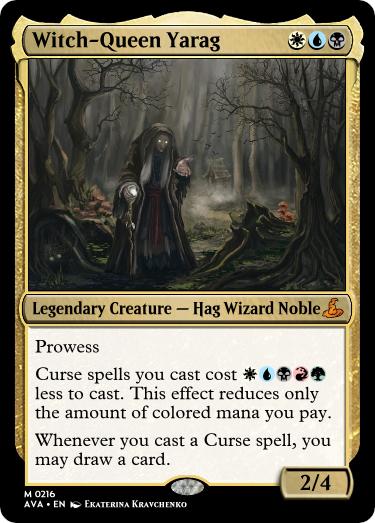 Witch-Queen Yarag
Legendary Creature — Hag Wizard Noble
Prowess
Curse spells you cast cost
less to cast. This effect reduces only
the amount of colored mana you pay.
Whenever you cast a Curse spell, you
may draw a card.
2/4
M 0216
AVA • EN Ekaterina Kravchenko